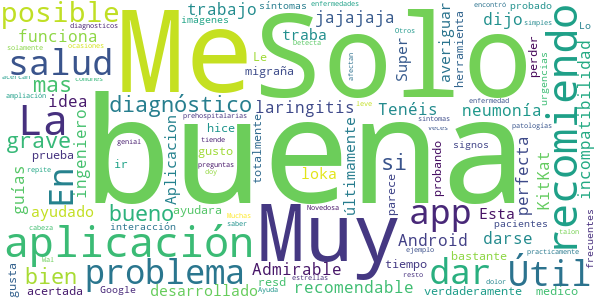 posible
diagnosticos
funciona
imágenes
trabajo
síntomas
enfermedades
jajajaja
dijo
encontró
probado
simples
Me
Solo
recomiendo
salud
solamente
ocasiones
Detecta
Le
traba
Super
averiguar
herramienta
Otros
afectan
perder
urgencias
Lo
incompatibilidad
acertan
comunes
mas
migraña
idea
diagnóstico
La
grave
ampliación
prehospitalarias
laringitis
Tenéis
neumonía
enfermedad
patologías
buena
ingeniero
En
guías
prueba
genial
ir
Aplicacion
hice
tiende
gusto
preguntas
doy
totalmente
loka
últimamente
leve
si
parece
síntomas
veces
probando
signos
perfecta
KitKat
repite
ayudado
bueno
ayudara
Muy
app
Esta
pacientes
interacción
Muchos
saber
Novedosa
Android
darse
aplicación
Admirable
tiempo
bastante
ejemplo
practicamente
Útil
talon
frecuentes
cabeza
Mal
gusta
bien
problema
resd
estrellas
resto
dar
dolor
acertada
Google
desarrollado
Ayuda
recomendable
verdaderamente
medico